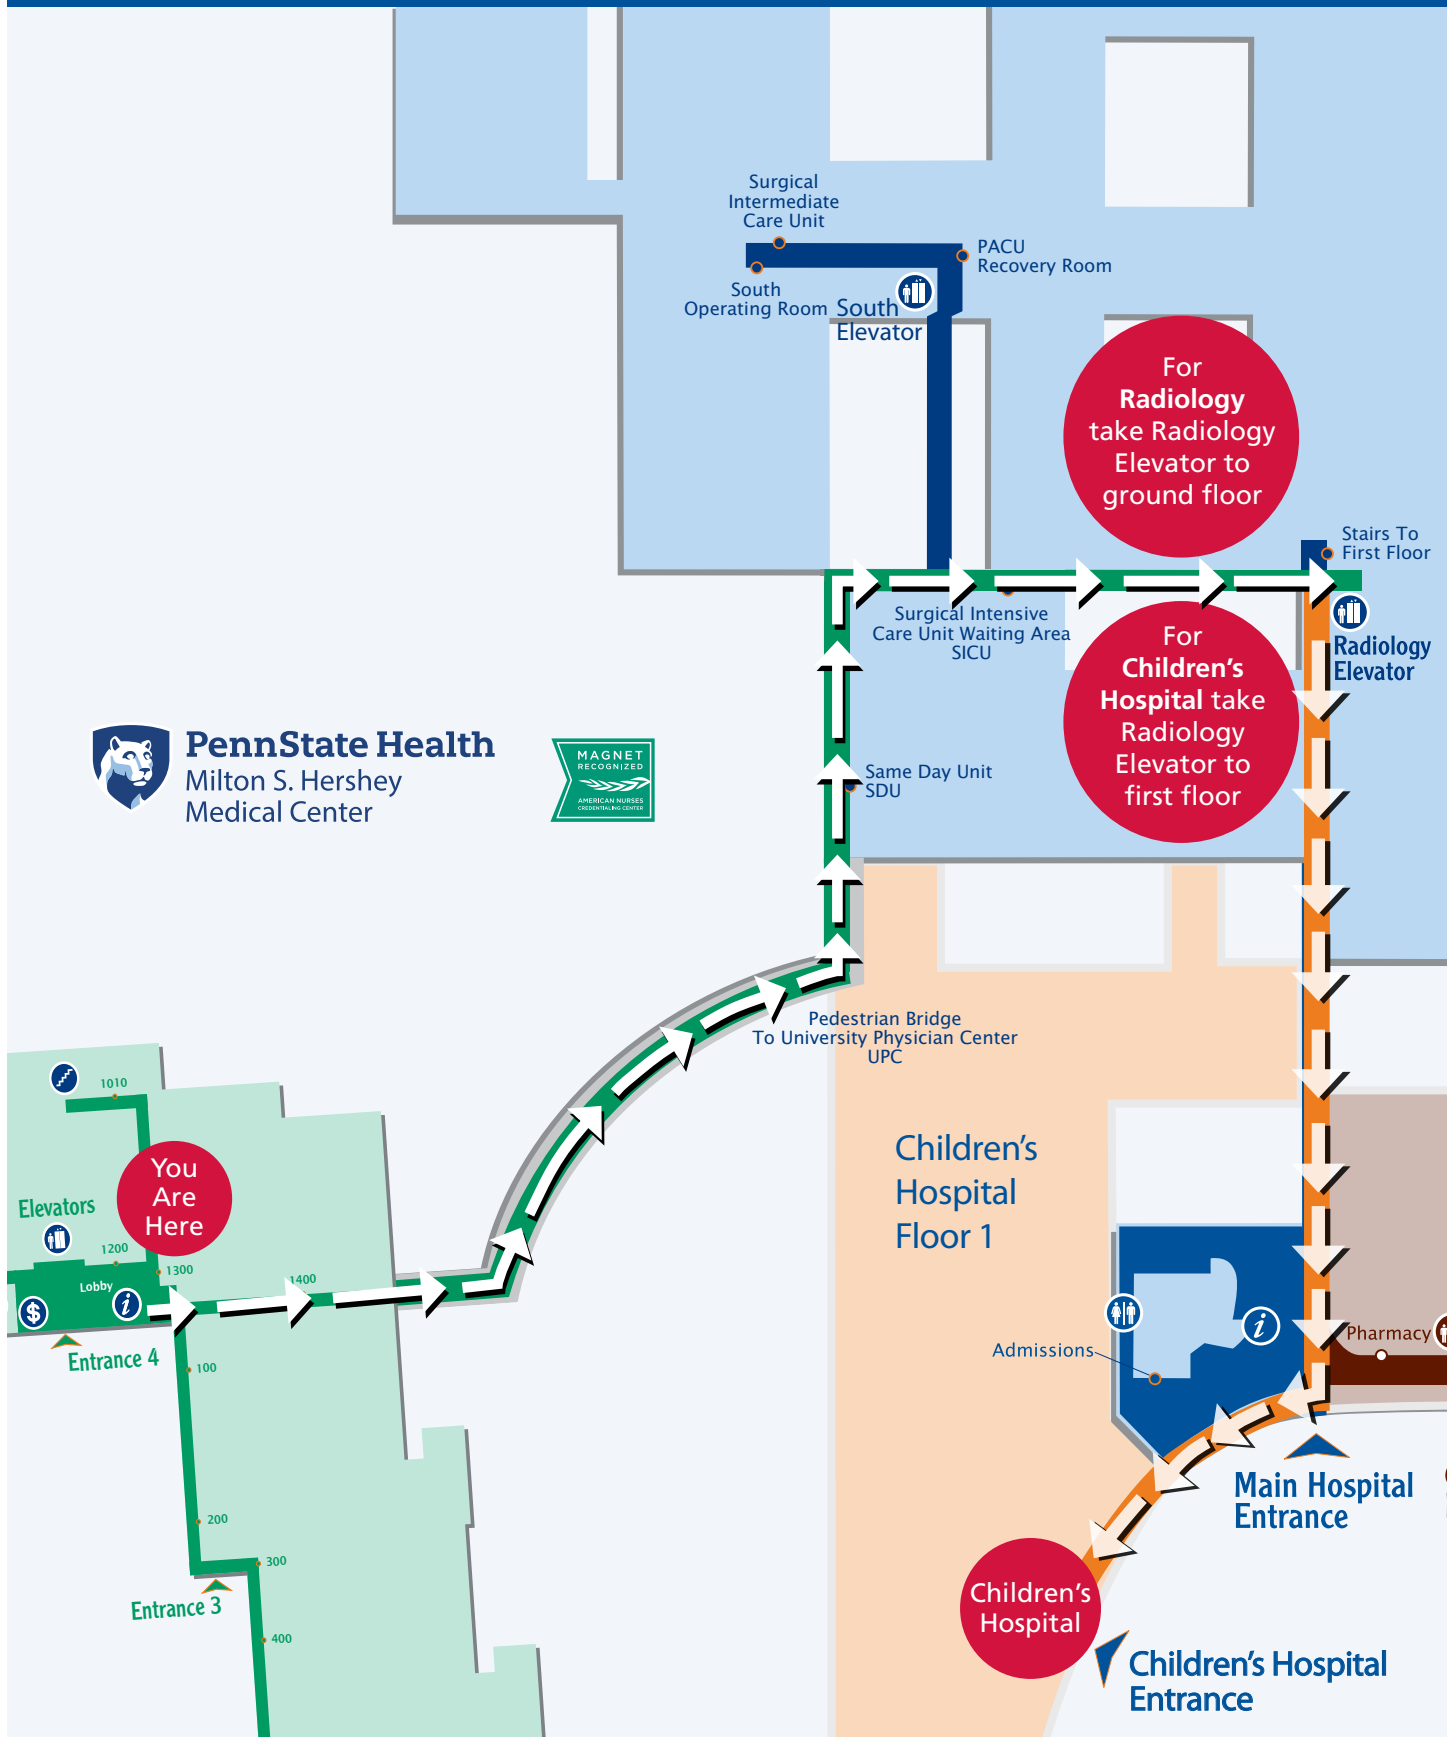 Surgical
Intermediate
Care Unit
PACU
Recovery Room
South
Operating Room
South
Elevator
For
Radiology
take Radiology
Elevator to
ground floor
Stairs To
First Floor
Surgical Intensive
Care Unit Waiting Area
SICU
For
Children's
Hospital take
Radiology
Elevator to
first floor
Radiology
Elevator
PennState Health
Milton S. Hershey
Medical Center
MAGNET
RECOGNIZED
AMERICAN NURSES
CREDENTIALING CENTER
Same Day Unit
SDU
Pedestrian Bridge
To University Physician Center
UPC
1010
You
Are
Here
Elevators
1200
1300
1400
Lobby
i
$
Entrance 4
100
200
300
Entrance 3
400
Children's
Hospital
Floor 1
i
Admissions
Pharmacy
Main Hospital
Entrance
Children's
Hospital
Children's Hospital
Entrance